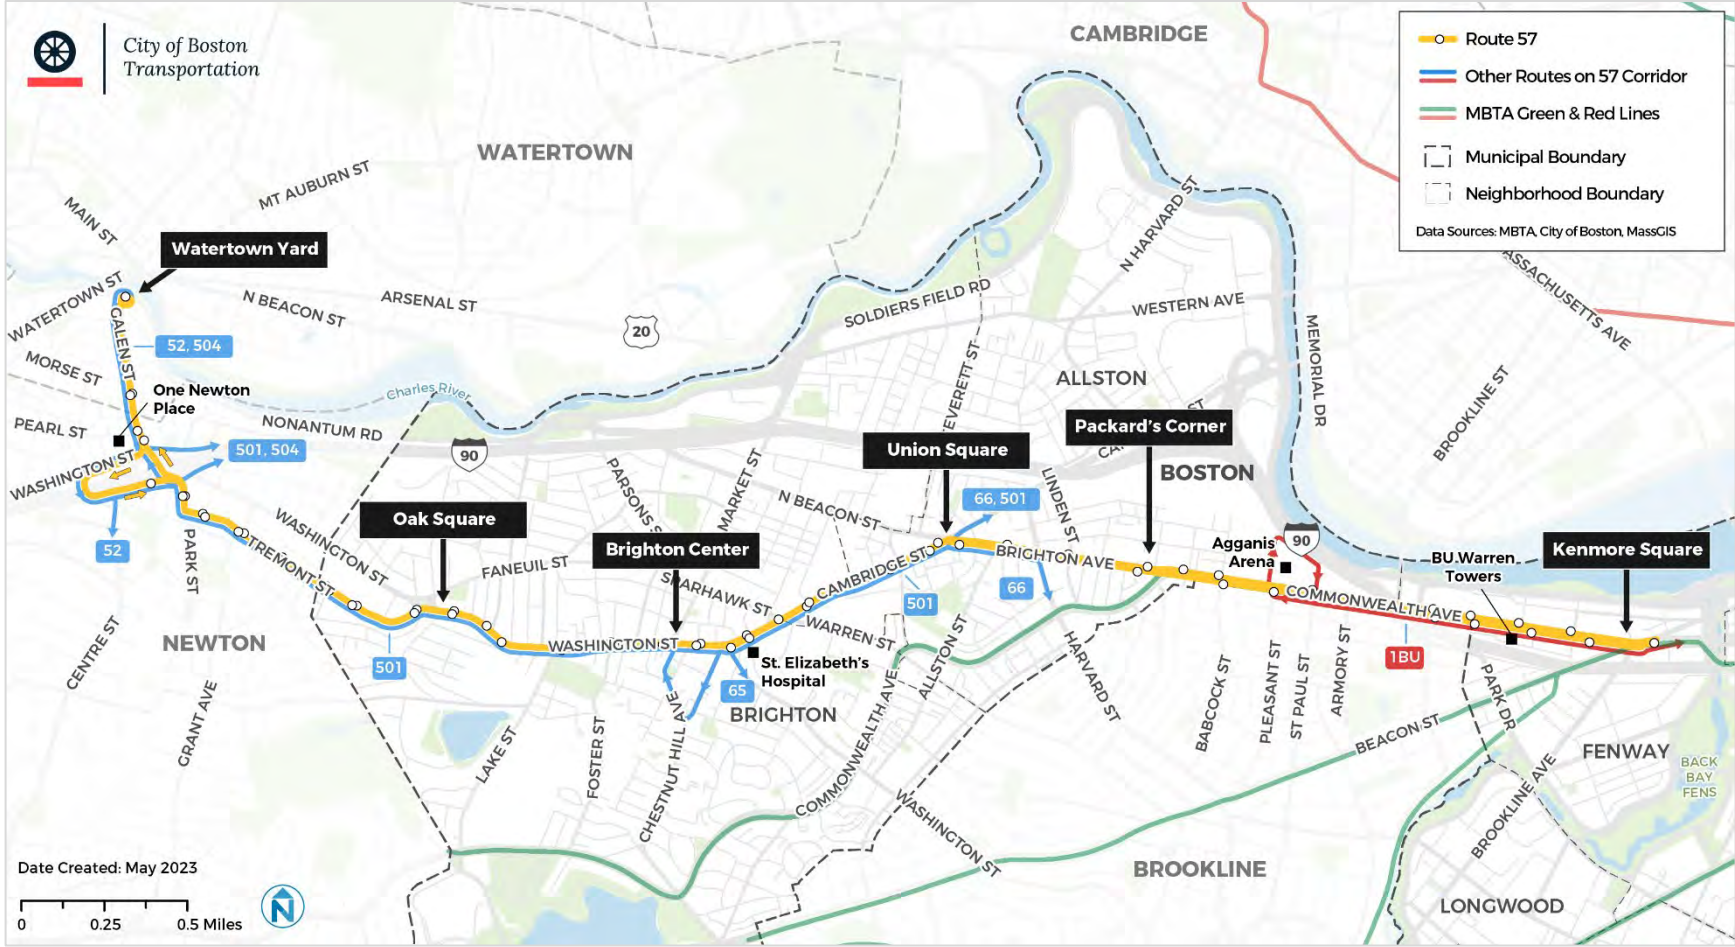 City of Boston
Transportation
CAMBRIDGE
Route 57
Other Routes on 57 Corridor
MBTA Green & Red Lines
Municipal Boundary
Neighborhood Boundary
Data Sources: MBTA, City of Boston, MassGIS
WATERTOWN
MT AUBURN ST
MAIN ST
N HARVARD ST
Watertown Yard
WATERTOWN ST
N BEACON ST
ARSENAL ST
SOLDIERS FIELD RD
WESTERN AVE
ASSACHUSETTS AVE
GALEN ST
20
52, 504
MEMORIAL DR
MORSE ST
One Newton
Place
Charles River
EVERETT ST
ALLSTON
BROOKLINE ST
PEARL ST
NONANTUM RD
Packard's Corner
501, 504
90
Union Square
WASHINGTON ST
BOSTON
PARSONS S
MARKET ST
N BEACON ST
66, 501
LINDEN ST
Oak Square
WASHINGTON ST
52
TREMONT ST
PARK ST
FANEUIL ST
Brighton Center
SPARHAWK ST
CAMBRIDGE ST
BRIGHTON AVE
Agganis
Arena
90
BU Warren
Towers
Kenmore Square
501
66
COMMONWEALTH AVE
WARREN ST
NEWTON
CENTRE ST
WASHINGTON ST
501
St. Elizabeth's
Hospital
65
1BU
BRIGHTON
ALLSTON ST
HARVARD ST
BABCOCK ST
PLEASANT ST
ST PAUL ST
ARMORY ST
PARK DR
GRANT AVE
LAKE ST
FOSTER ST
CHESTNUT HILL AVE
COMMONWEALTH AVE
BEACON ST
FENWAY
BACK
BAY
FENS
WASHINGTON ST
BROOKLINE AVE
BROOKLINE
LONGWOOD
Date Created: May 2023
0 0.25 0.5 Miles
N